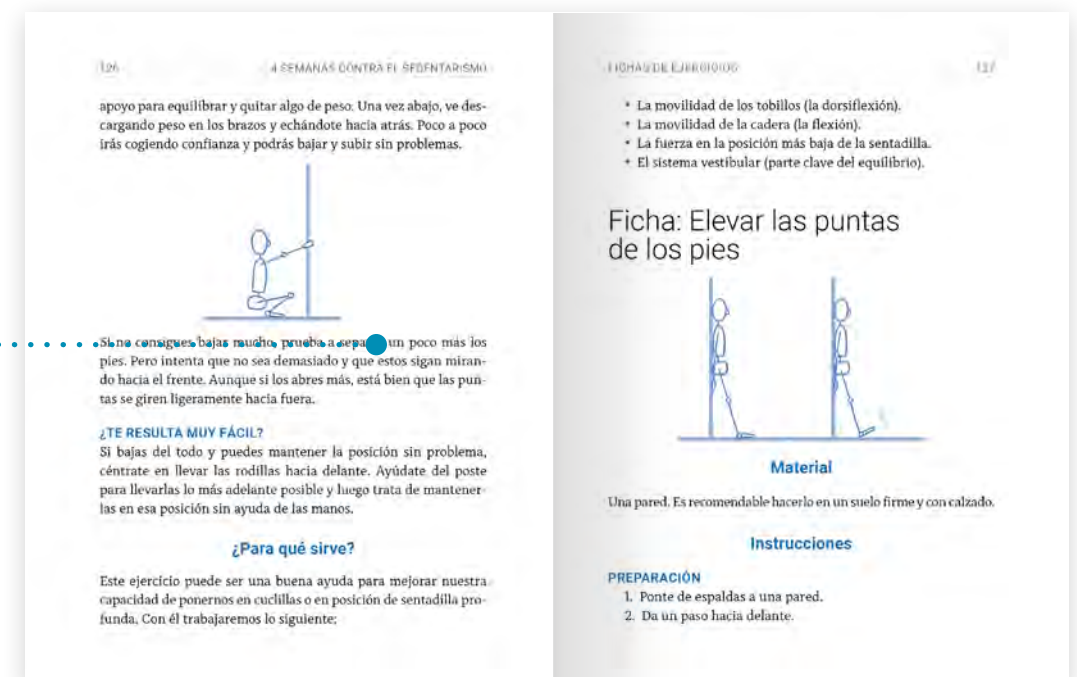 126 4 SEMANAS CONTRA EL SEDENTARISMO
apoyo para equilibrar y quitar algo de peso. Una vez abajo, ve des-
cargando peso en los brazos y echándote hacia atrás. Poco a poco
irás cogiendo confianza y podrás bajar y subir sin problemas.
Si no consigues bajar mucho, prueba a separar un poco más los
pies. Pero intenta que no sea demasiado y que estos sigan miran-
do hacia el frente. Aunque si los abres más, está bien que las pun-
tas se giren ligeramente hacia fuera.
¿TE RESULTA MUY FÁCIL?
Si bajas del todo y puedes mantener la posición sin problema,
céntrate en llevar las rodillas hacia delante. Ayúdate del poste
para llevarlas lo más adelante posible y luego trata de mantener-
las en esa posición sin ayuda de las manos.
¿Para qué sirve?
Este ejercicio puede ser una buena ayuda para mejorar nuestra
capacidad de ponernos en cuclillas o en posición de sentadilla pro-
funda. Con él trabajaremos lo siguiente:
FICHAS DE EJERCICIOS 127
• La movilidad de los tobillos (la dorsiflexión).
• La movilidad de la cadera (la flexión).
• La fuerza en la posición más baja de la sentadilla.
• El sistema vestibular (parte clave del equilibrio).
Ficha: Elevar las puntas
de los pies
Material
Una pared. Es recomendable hacerlo en un suelo firme y con calzado.
Instrucciones
PREPARACIÓN
1. Ponte de espaldas a una pared.
2. Da un paso hacia delante.